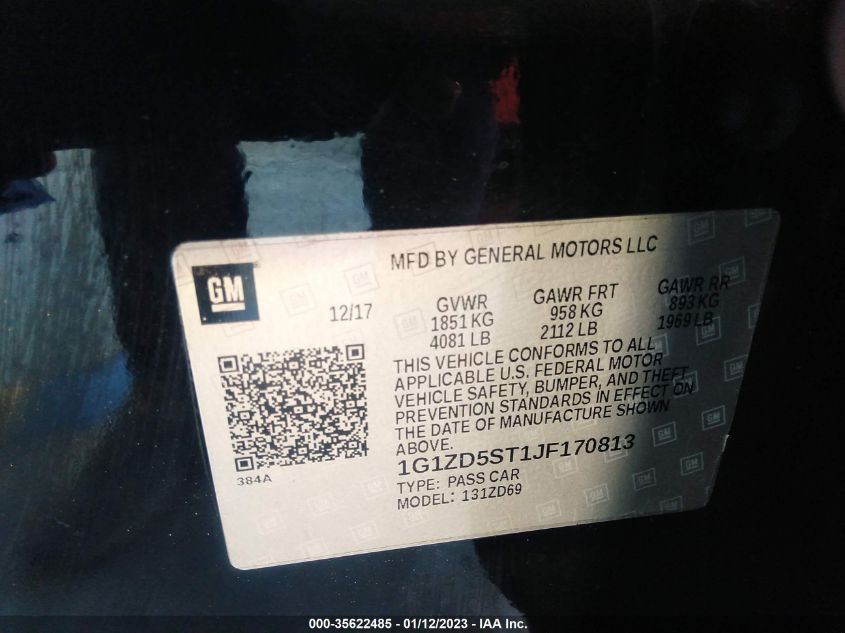 MFD BY GENERAL MOTORS LLC
GM
12/17
GVWR
1851 KG
4081 LB
GAWR FRT
958 KG
2112 LB
GAWR RR
893 KG
1969 LB
THIS VEHICLE CONFORMS TO ALL
APPLICABLE U.S. FEDERAL MOTOR
VEHICLE SAFETY, BUMPER, AND THEFT
PREVENTION STANDARDS IN EFFECT ON
THE DATE OF MANUFACTURE SHOWN
ABOVE.
1G1ZD5ST1JF170813
TYPE: PASS CAR
MODEL: 131ZD69
384A
000-35622485 - 01/12/2023 - IAA Inc.